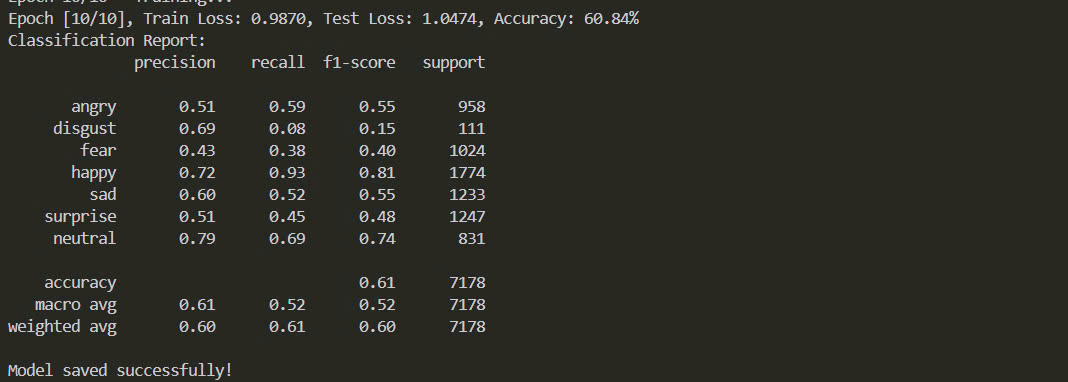 Epoch 10/10 - Training...
Epoch [10/10], Train Loss: 0.9870, Test Loss: 1.0474, Accuracy: 60.84%
Classification Report:
precision recall f1-score support
angry 0.51 0.59 0.55 958
disgust 0.69 0.08 0.15 111
fear 0.43 0.38 0.40 1024
happy 0.72 0.93 0.81 1774
sad 0.60 0.52 0.55 1233
surprise 0.51 0.45 0.48 1247
neutral 0.79 0.69 0.74 831
accuracy 0.61 7178
macro avg 0.61 0.52 0.52 7178
weighted avg 0.60 0.61 0.60 7178
Model saved successfully!